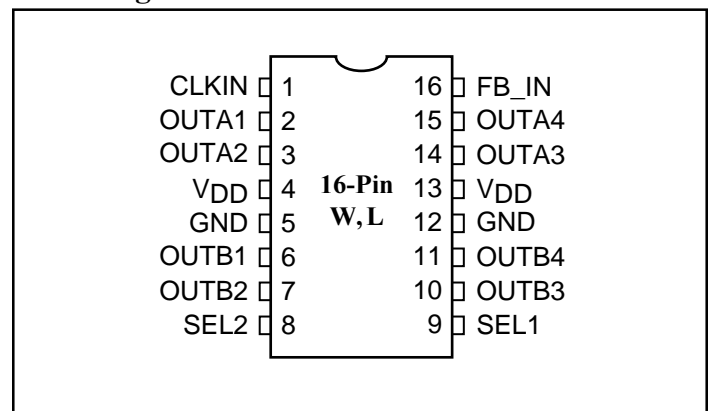 CLKIN 1 16 FB_IN
OUTA1 2 15 OUTA4
OUTA2 3 14 OUTA3
VDD 4 16-Pin 13 VDD
GND 5 W, L 12 GND
OUTB1 6 11 OUTB4
OUTB2 7 10 OUTB3
SEL2 8 9 SEL1